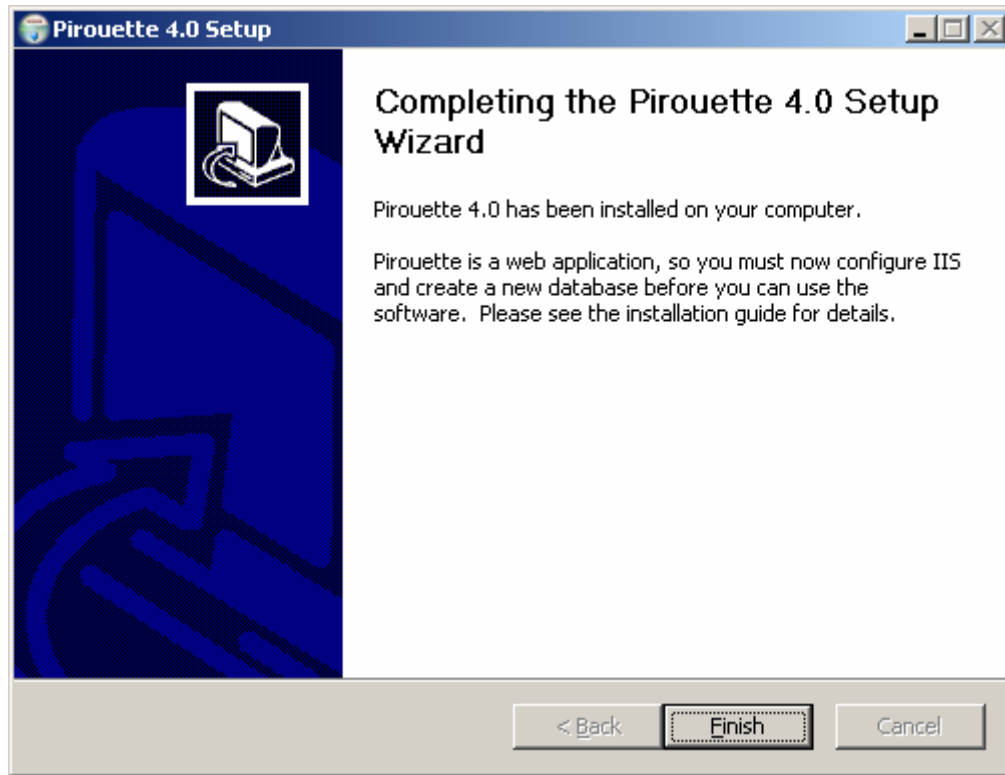 Pirouette 4.0 Setup
Completing the Pirouette 4.0 Setup
Wizard
Pirouette 4.0 has been installed on your computer.
Pirouette is a web application, so you must now configure IIS
and create a new database before you can use the
software.  Please see the installation guide for details.
< Back
Finish
Cancel